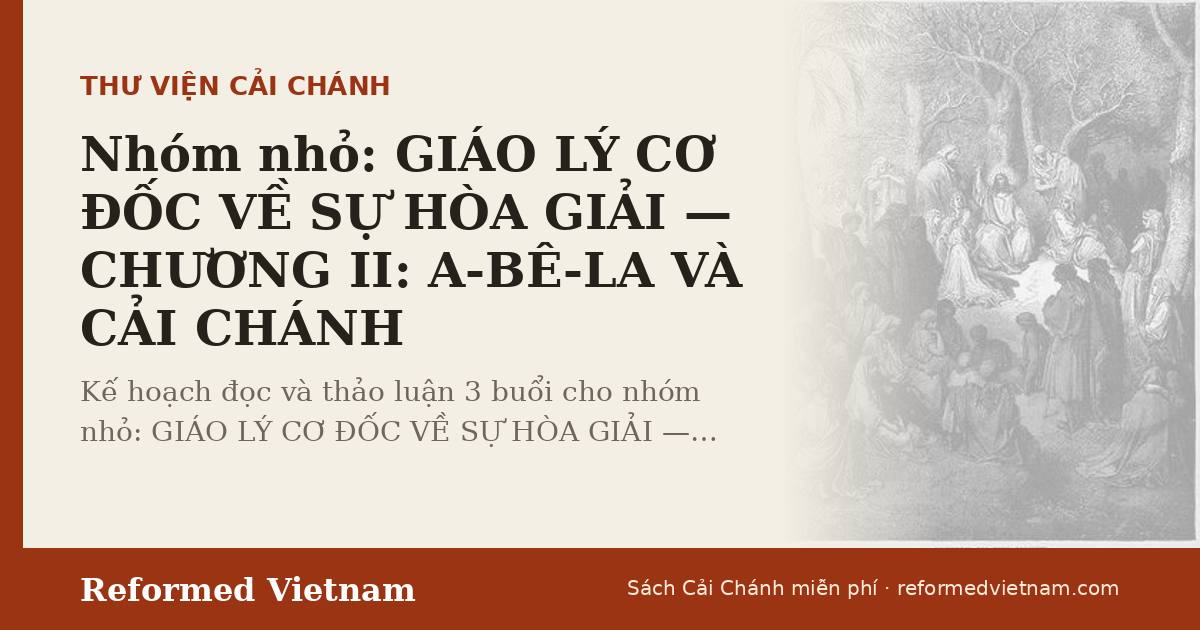 THƯ VIỆN CẢI CHÁNH
Nhóm nhỏ: GIÁO LÝ CƠ
ĐỐC VỀ SỰ HÒA GIẢI —
CHƯƠNG II: A-BÊ-LA VÀ
CẢI CHÁNH
Kế hoạch đọc và thảo luận 3 buổi cho nhóm
nhỏ: GIÁO LÝ CƠ ĐỐC VỀ SỰ HÒA GIẢI —...
Reformed Vietnam
Sách Cải Chánh miễn phí · reformedvietnam.com